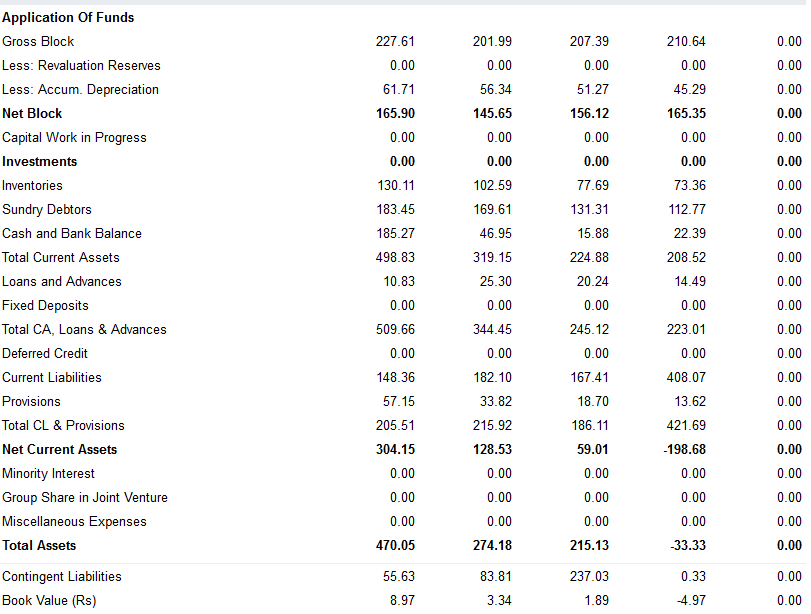 Application Of Funds
Gross Block 227.61 201.99 207.39 210.64 0.00
Less: Revaluation Reserves 0.00 0.00 0.00 0.00 0.00
Less: Accum. Depreciation 61.71 56.34 51.27 45.29 0.00
Net Block 165.90 145.65 156.12 165.35 0.00
Capital Work in Progress 0.00 0.00 0.00 0.00 0.00
Investments 0.00 0.00 0.00 0.00 0.00
Inventories 130.11 102.59 77.69 73.36 0.00
Sundry Debtors 183.45 169.61 131.31 112.77 0.00
Cash and Bank Balance 185.27 46.95 15.88 22.39 0.00
Total Current Assets 498.83 319.15 224.88 208.52 0.00
Loans and Advances 10.83 25.30 20.24 14.49 0.00
Fixed Deposits 0.00 0.00 0.00 0.00 0.00
Total CA, Loans & Advances 509.66 344.45 245.12 223.01 0.00
Deferred Credit 0.00 0.00 0.00 0.00 0.00
Current Liabilities 148.36 182.10 167.41 408.07 0.00
Provisions 57.15 33.82 18.70 13.62 0.00
Total CL & Provisions 205.51 215.92 186.11 421.69 0.00
Net Current Assets 304.15 128.53 59.01 -198.68 0.00
Minority Interest 0.00 0.00 0.00 0.00 0.00
Group Share in Joint Venture 0.00 0.00 0.00 0.00 0.00
Miscellaneous Expenses 0.00 0.00 0.00 0.00 0.00
Total Assets 470.05 274.18 215.13 -33.33 0.00
Contingent Liabilities 55.63 83.81 237.03 0.33 0.00
Book Value (Rs) 8.97 3.34 1.89 -4.97 0.00